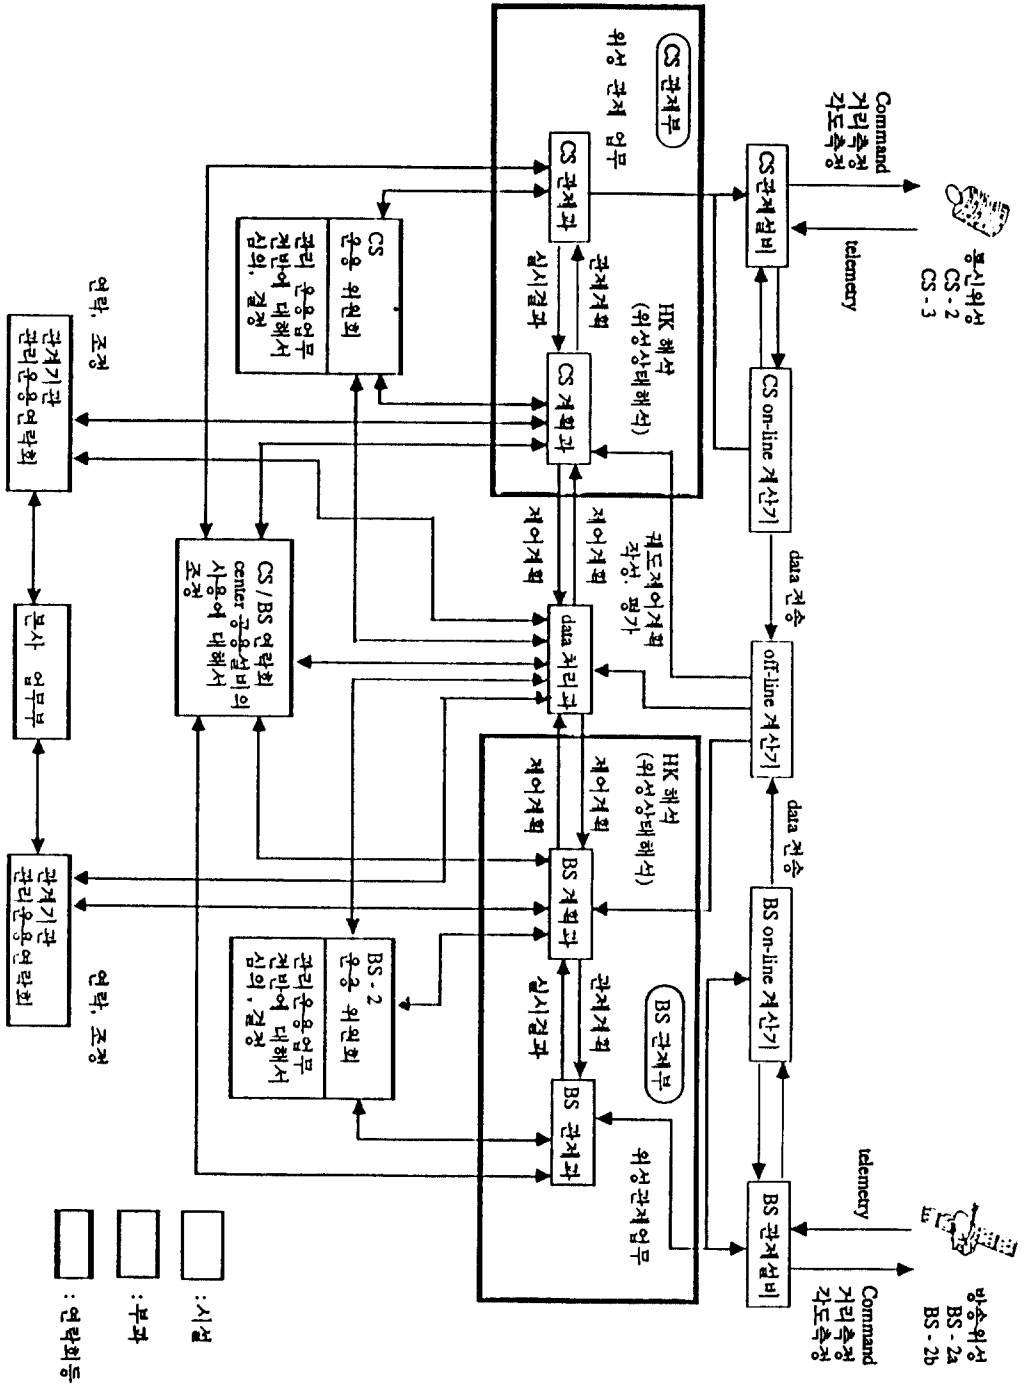 통신위성
CS - 2
CS - 3
Command
거리측정
각도측정
telemetry
방송위성
BS - 2a
BS - 2b
telemetry
Command
거리측정
각도측정
CS 관제설비
CS on-line 계산기
data 전송
off-line 계산기
data 전송
BS on-line 계산기
BS 관제설비
CS 관제부
위성 관제 업무
HK 해석
(위성상태해석)
궤도제어계획
작성. 평가
HK 해석
(위성상태해석)
BS 관제부
위성관제업무
CS 관제과
관제계획
실시결과
CS 계획과
제어계획
제어계획
data 처리과
제어계획
제어계획
BS 계획과
관제계획
실시결과
BS 관제과
CS
운용 위원회
관리 운용업무
전반에 대해서
심의. 결정
CS / BS 연락회
center 공용설비의
사용에 대해서
조정
BS - 2
운용 위원회
관리운용업무
전반에 대해서
심의. 결정
연락, 조정
관계기관
관리운용연락회
본사 업무부
관계기관
관리운용연락회
연락, 조정
: 시설
: 부과
: 연락회등